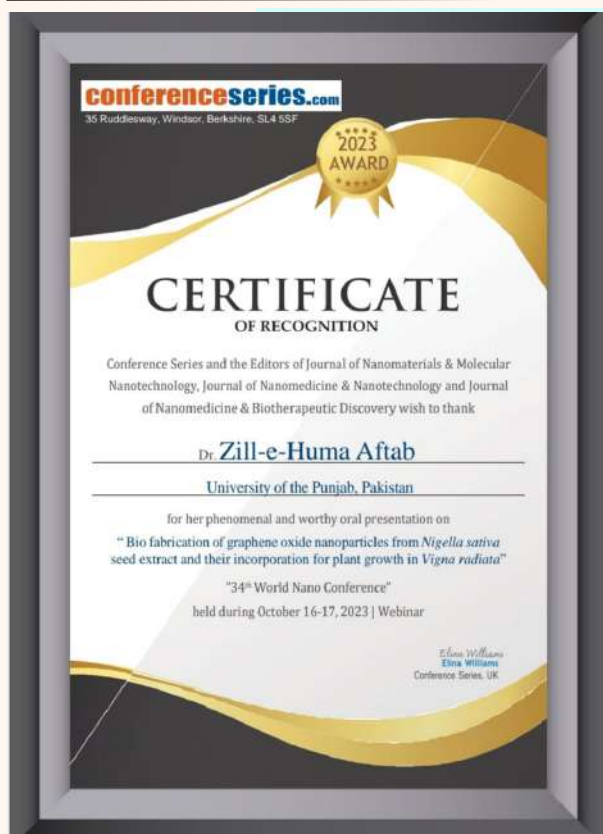 conferenceseries.com
35 Ruddlesway, Windsor, Berkshire, SL4 5SF
2023
AWARD
CERTIFICATE
OF RECOGNITION
Conference Series and the Editors of Journal of Nanomaterials & Molecular
Nanotechnology, Journal of Nanomedicine & Nanotechnology and Journal
of Nanomedicine & Biotherapeutic Discovery wish to thank
Dr. Zill-e-Huma Aftab
University of the Punjab, Pakistan
for her phenomenal and worthy oral presentation on
“ Bio fabrication of graphene oxide nanoparticles from Nigella sativa
seed extract and their incorporation for plant growth in Vigna radiata”
"34th World Nano Conference"
held during October 16-17, 2023 | Webinar
Elina Williams
Elina Williams
Conference Series, UK